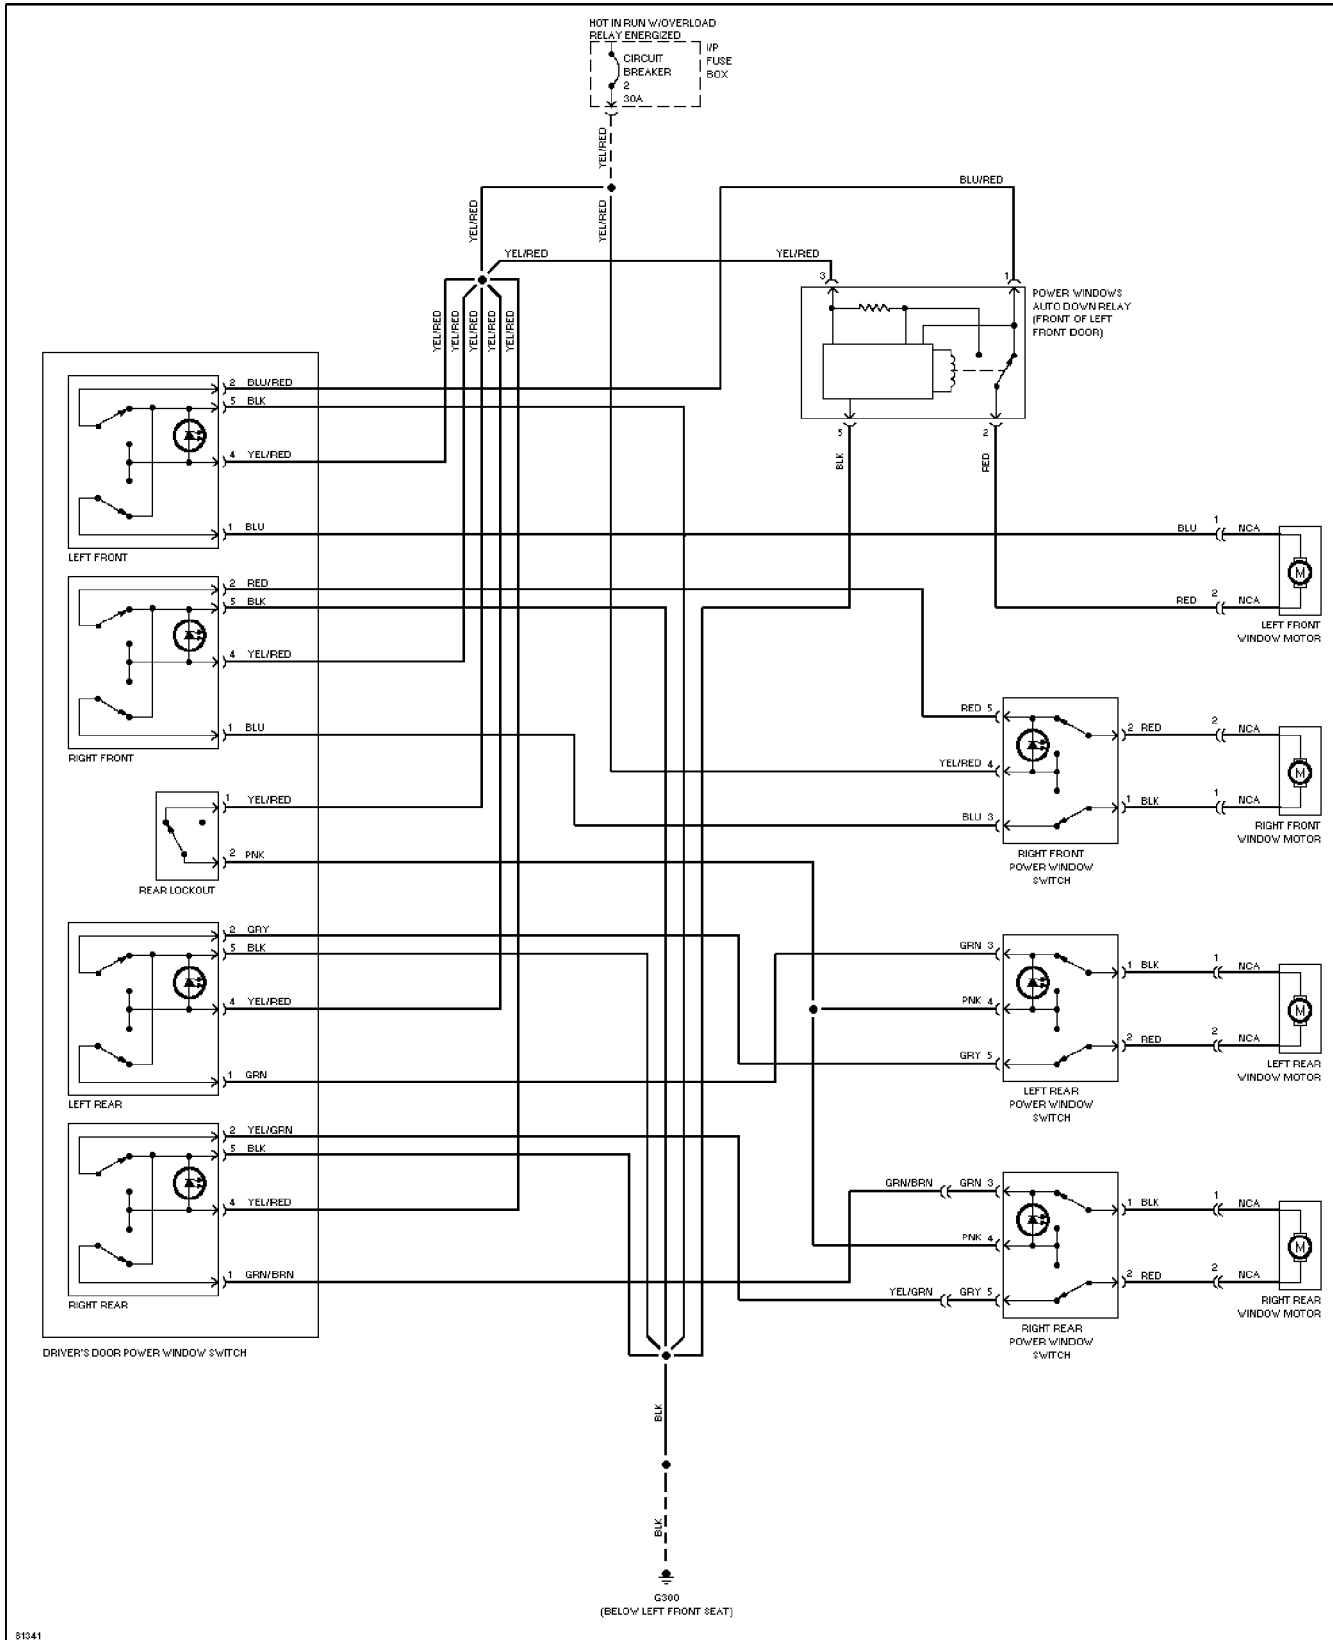 HOT IN RUN W/OVERLOAD
RELAY ENERGIZED
CIRCUIT
BREAKER
2
30A
I/P
FUSE
BOX
YEL/RED
YEL/RED
YEL/RED
BLU/RED
YEL/RED
YEL/RED
3
1
POWER WINDOWS
AUTO DOWN RELAY
(FRONT OF LEFT
FRONT DOOR)
YEL/RED
YEL/RED
YEL/RED
YEL/RED
YEL/RED
5
2
BLK
RED
2 BLU/RED
5 BLK
4 YEL/RED
1 BLU
LEFT FRONT
BLU
1
NCA
M
RED
2
NCA
LEFT FRONT
WINDOW MOTOR
2 RED
5 BLK
4 YEL/RED
1 BLU
RIGHT FRONT
RED 5
YEL/RED 4
BLU 3
2 RED
2
NCA
M
1 BLK
1
NCA
RIGHT FRONT
WINDOW MOTOR
RIGHT FRONT
POWER WINDOW
SWITCH
1 YEL/RED
2 PNK
REAR LOCKOUT
2 GRY
5 BLK
4 YEL/RED
1 GRN
LEFT REAR
GRN 3
PNK 4
GRY 5
1 BLK
1
NCA
M
2 RED
2
NCA
LEFT REAR
WINDOW MOTOR
LEFT REAR
POWER WINDOW
SWITCH
2 YEL/GRN
5 BLK
4 YEL/RED
1 GRN/BRN
RIGHT REAR
GRN/BRN
GRN 3
PNK 4
YEL/GRN
GRY 5
1 BLK
1
NCA
M
2 RED
2
NCA
RIGHT REAR
WINDOW MOTOR
RIGHT REAR
POWER WINDOW
SWITCH
DRIVER'S DOOR POWER WINDOW SWITCH
BLK
BLK
G300
(BELOW LEFT FRONT SEAT)
81341